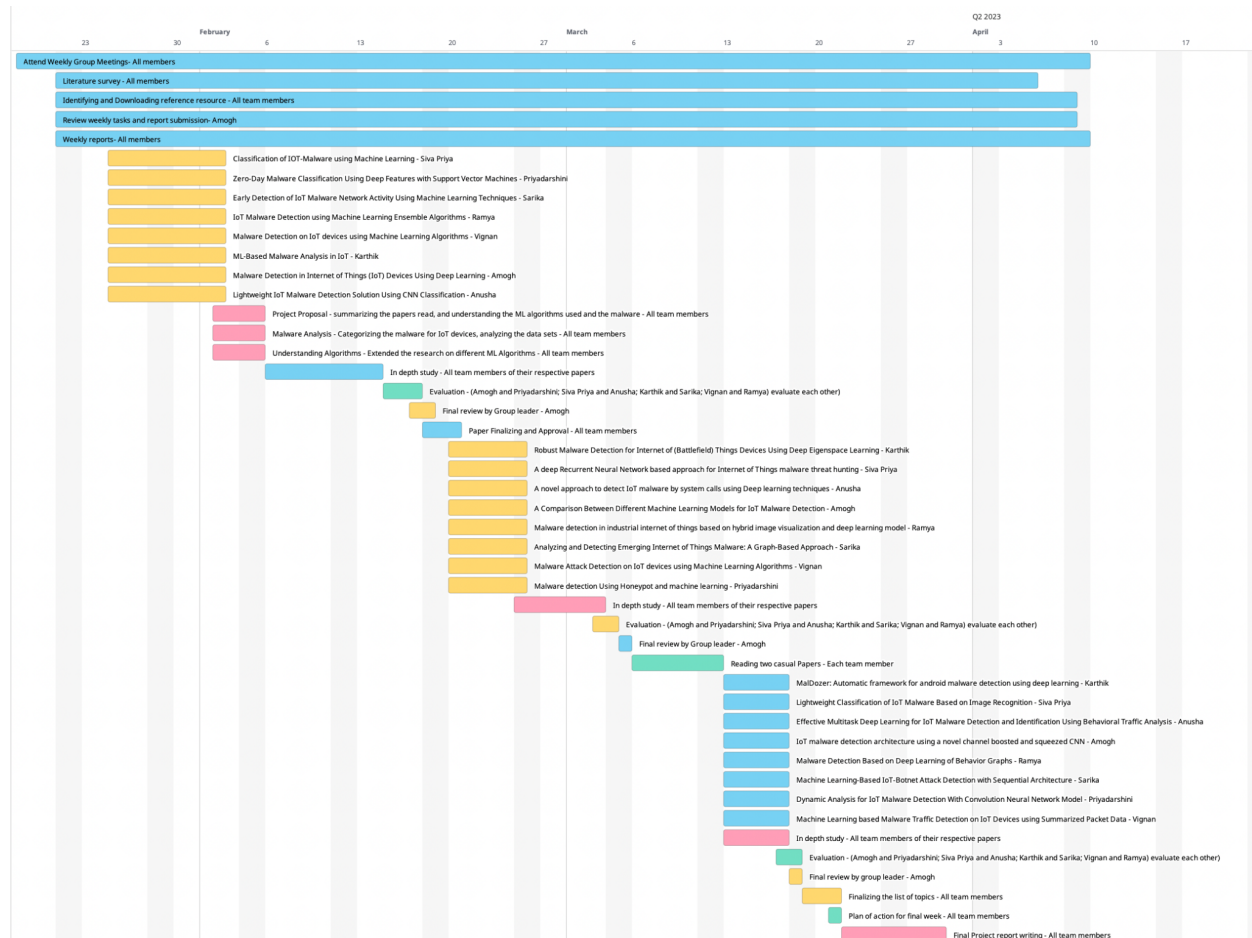 Q2 2023
February March April
23 30 6 13 20 27 6 13 20 27 3 10 17
Attend Weekly Group Meetings- All members
Literature survey - All members
Identifying and Downloading reference resource - All team members
Review weekly tasks and report submission- Amogh
Weekly reports- All members
Classification of IOT-Malware using Machine Learning - Siva Priya
Zero-Day Malware Classification Using Deep Features with Support Vector Machines - Priyadarshini
Early Detection of IoT Malware Network Activity Using Machine Learning Techniques - Sarika
IoT Malware Detection using Machine Learning Ensemble Algorithms - Ramya
Malware Detection on IoT devices using Machine Learning Algorithms - Vignan
ML-Based Malware Analysis in IoT - Karthik
Malware Detection in Internet of Things (IoT) Devices Using Deep Learning - Amogh
Lightweight IoT Malware Detection Solution Using CNN Classification - Anusha
Project Proposal - summarizing the papers read, and understanding the ML algorithms used and the malware - All team members
Malware Analysis - Categorizing the malware for IoT devices, analyzing the data sets - All team members
Understanding Algorithms - Extended the research on different ML Algorithms - All team members
In depth study - All team members of their respective papers
Evaluation - (Amogh and Priyadarshini; Siva Priya and Anusha; Karthik and Sarika; Vignan and Ramya) evaluate each other)
Final review by Group leader - Amogh
Paper Finalizing and Approval - All team members
Robust Malware Detection for Internet of (Battlefield) Things Devices Using Deep Eigenspace Learning - Karthik
A deep Recurrent Neural Network based approach for Internet of Things malware threat hunting - Siva Priya
A novel approach to detect IoT malware by system calls using Deep learning techniques - Anusha
A Comparison Between Different Machine Learning Models for IoT Malware Detection - Amogh
Malware detection in industrial internet of things based on hybrid image visualization and deep learning model - Ramya
Analyzing and Detecting Emerging Internet of Things Malware: A Graph-Based Approach - Sarika
Malware Attack Detection on IoT devices using Machine Learning Algorithms - Vignan
Malware detection Using Honeypot and machine learning - Priyadarshini
In depth study - All team members of their respective papers
Evaluation - (Amogh and Priyadarshini; Siva Priya and Anusha; Karthik and Sarika; Vignan and Ramya) evaluate each other)
Final review by Group leader - Amogh
Reading two casual Papers - Each team member
MalDozer: Automatic framework for android malware detection using deep learning - Karthik
Lightweight Classification of IoT Malware Based on Image Recognition - Siva Priya
Effective Multitask Deep Learning for IoT Malware Detection and Identification Using Behavioral Traffic Analysis - Anusha
IoT malware detection architecture using a novel channel boosted and squeezed CNN - Amogh
Malware Detection Based on Deep Learning of Behavior Graphs - Ramya
Machine Learning-Based IoT-Botnet Attack Detection with Sequential Architecture - Sarika
Dynamic Analysis for IoT Malware Detection With Convolution Neural Network Model - Priyadarshini
Machine Learning based Malware Traffic Detection on IoT Devices using Summarized Packet Data - Vignan
In depth study - All team members of their respective papers
Evaluation - (Amogh and Priyadarshini; Siva Priya and Anusha; Karthik and Sarika; Vignan and Ramya) evaluate each other)
Final review by group leader - Amogh
Finalizing the list of topics - All team members
Plan of action for final week - All team members
Final Project report writing - All team members